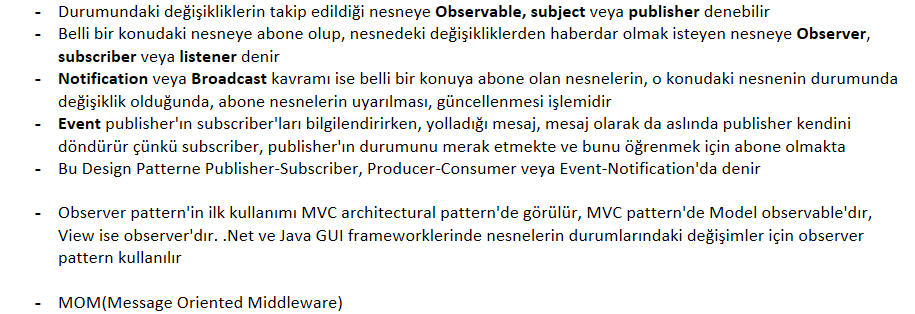 - Durumundaki değişikliklerin takip edildiği nesneye Observable, subject veya publisher denebilir
- Belli bir konudaki nesneye abone olup, nesnedeki değişikliklerden haberdar olmak isteyen nesneye Observer,
subscriber veya listener denir
- Notification veya Broadcast kavramı ise belli bir konuya abone olan nesnelerin, o konudaki nesnenin durumunda
değişiklik olduğunda, abone nesnelerin uyarılması, güncellenmesi işlemidir
- Event publisher'ın subscriber'ları bilgilendirirken, yolladığı mesaj, mesaj olarak da aslında publisher kendini
döndürür çünkü subscriber, publisher'ın durumunu merak etmekte ve bunu öğrenmek için abone olmakta
- Bu Design Patterne Publisher-Subscriber, Producer-Consumer veya Event-Notification'da denir
- Observer pattern'in ilk kullanımı MVC architectural pattern'de görülür, MVC pattern'de Model observable'dır,
View ise observer'dır. .Net ve Java GUI frameworklerinde nesnelerin durumlarındaki değişimler için observer
pattern kullanılır
- MOM(Message Oriented Middleware)